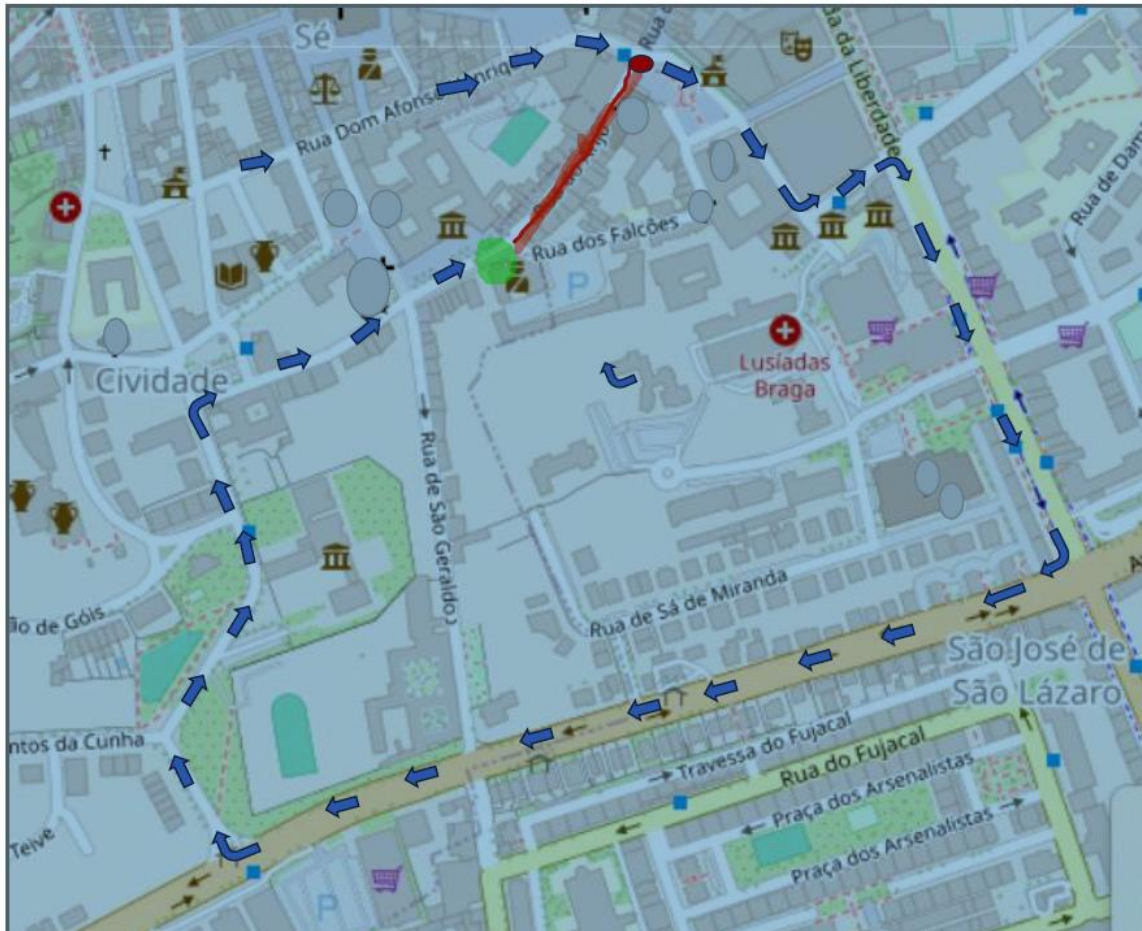 Sé
Rua d
da da Liberdade
Rua Dom Afonso Henriq
Rua de Dam
Rua dos Falcões
P
Lusíadas
Braga
Cividade
Rua de São Geraldo
Rua de Sá de Miranda
ão de Góis
A
São José de
São Lázaro
ntos da Cunha
Travessa do Fujacal
Rua do Fujacal
Praça dos Arsenalistas
Praça dos Arsenalistas
Teive
P